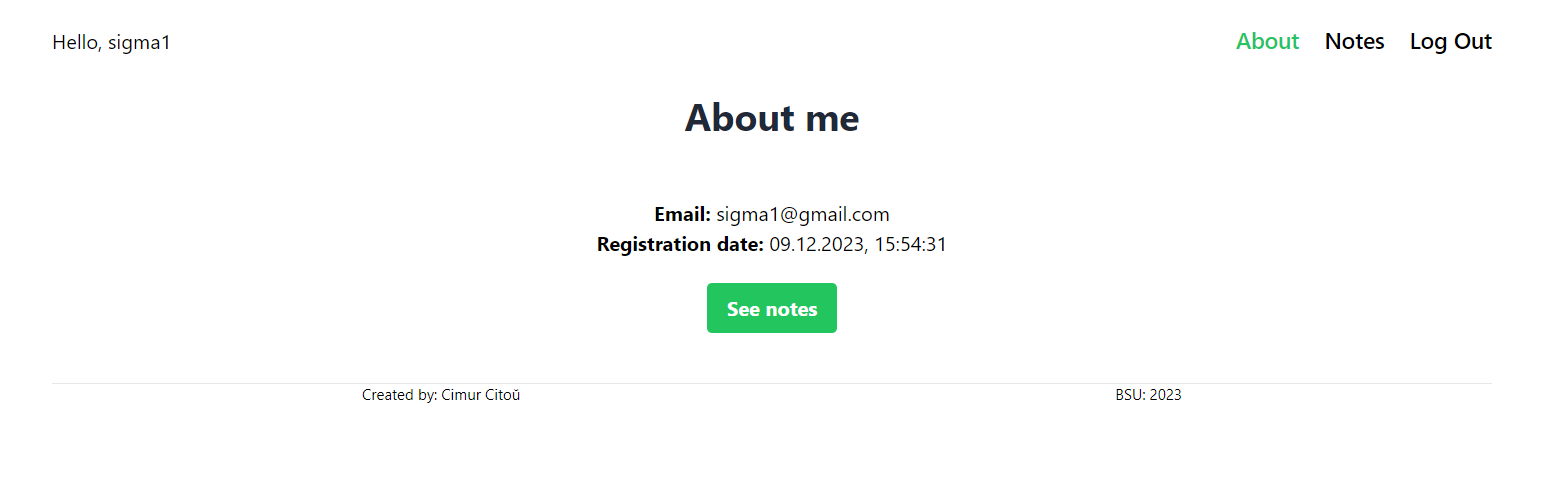 Hello, sigma1 About Notes Log Out
About me
Email: sigma1@gmail.com
Registration date: 09.12.2023, 15:54:31
See notes
Created by: Cimur Citoŭ BSU: 2023